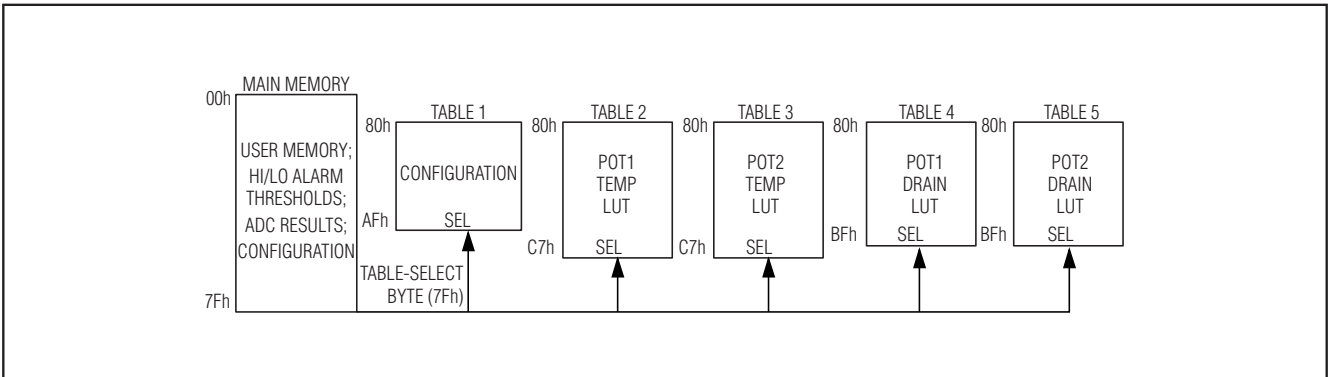 MAIN MEMORY
00h
USER MEMORY;
HI/LO ALARM
THRESHOLDS;
ADC RESULTS;
CONFIGURATION
7Fh
TABLE-SELECT
BYTE (7Fh)
TABLE 1
80h
CONFIGURATION
AFh
SEL
TABLE 2
80h
POT1
TEMP
LUT
C7h
SEL
TABLE 3
80h
POT2
TEMP
LUT
C7h
SEL
TABLE 4
80h
POT1
DRAIN
LUT
BFh
SEL
TABLE 5
80h
POT2
DRAIN
LUT
BFh
SEL